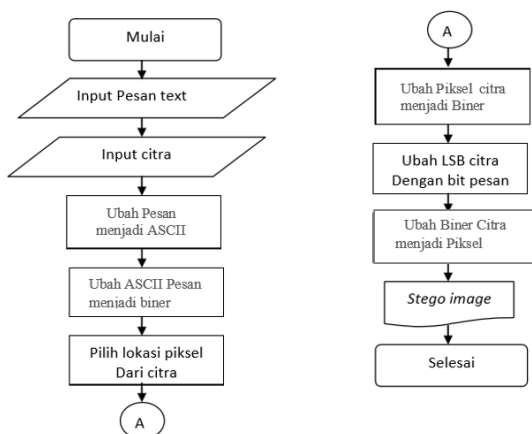 Mulai
Input Pesan text
Input citra
Ubah Pesan
menjadi ASCII
Ubah ASCII Pesan
menjadi biner
Pilih lokasi piksel
Dari citra
A
A
Ubah Piksel citra
menjadi Biner
Ubah LSB citra
Dengan bit pesan
Ubah Biner Citra
menjadi Piksel
Stego image
Selesai